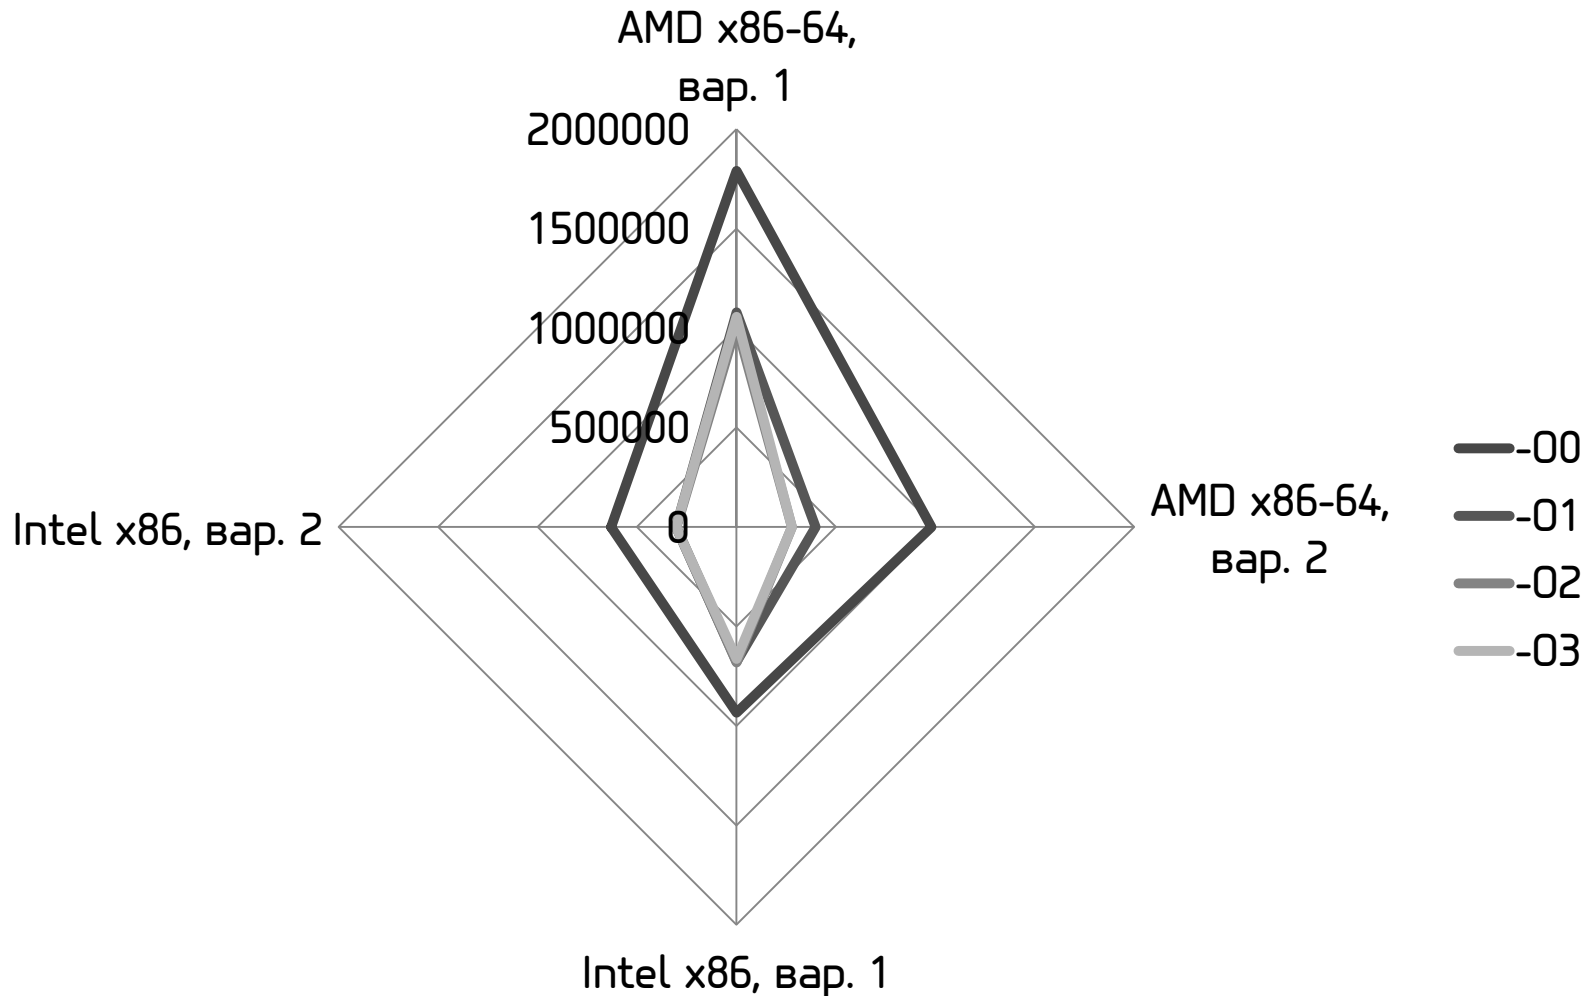 AMD x86-64,
вар. 1
2000000
1500000
1000000
500000
0
AMD x86-64,
вар. 2
Intel x86, вар. 2
Intel x86, вар. 1
-O0
-O1
-O2
-O3